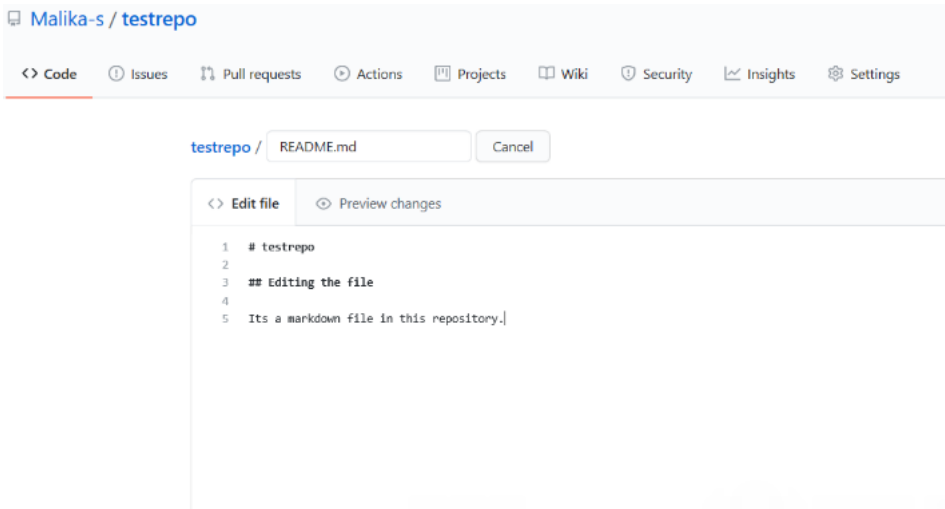 Malika-s / testrepo
<> Code Issues Pull requests Actions Projects Wiki Security Insights Settings
testrepo / README.md Cancel
<> Edit file Preview changes
1 # testrepo
2
3 ## Editing the file
4
5 Its a markdown file in this repository.